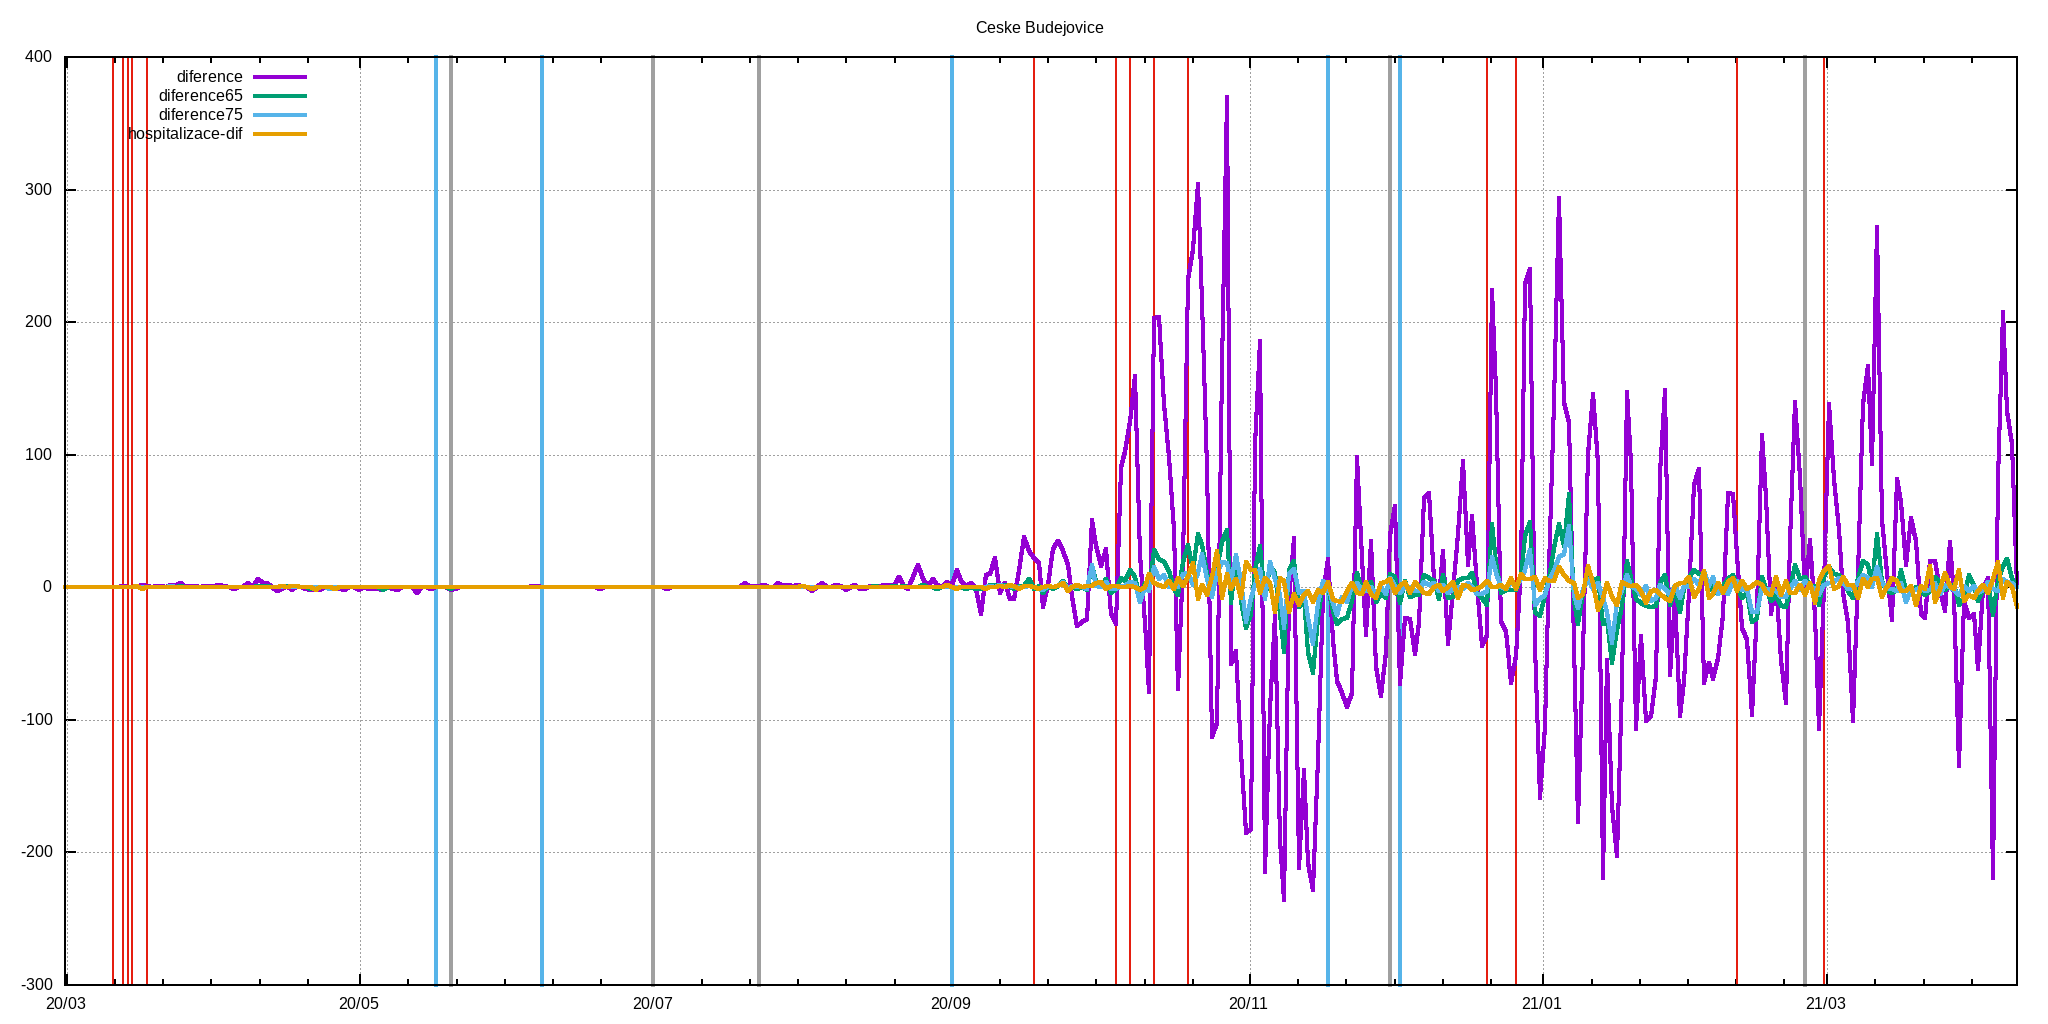 Ceske Budejovice
400
diference
diference65
diference75
hospitalizace-dif
300
200
100
0
-100
-200
-300
20/03 20/05 20/07 20/09 20/11 21/01 21/03